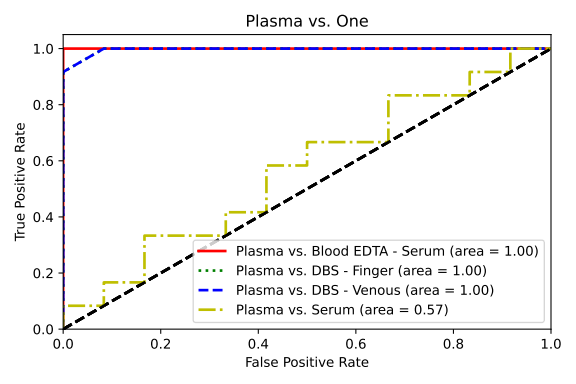 Plasma vs. One
True Positive Rate
1.0
0.8
0.6
0.4
0.2
0.0
Plasma vs. Blood EDTA - Serum (area = 1.00)
Plasma vs. DBS - Finger (area = 1.00)
Plasma vs. DBS - Venous (area = 1.00)
Plasma vs. Serum (area = 0.57)
0.0 0.2 0.4 0.6 0.8 1.0
False Positive Rate